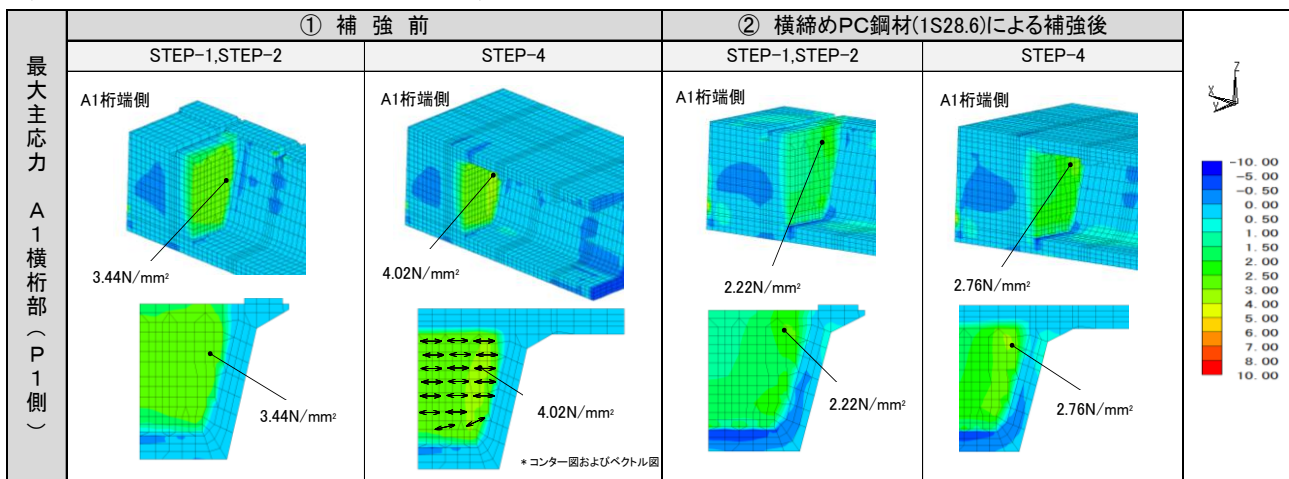 ① 補 強 前
② 横締めPC鋼材(1S28.6)による補強後
STEP-1,STEP-2
STEP-4
STEP-1,STEP-2
STEP-4
最大主応力 A1横桁部(P1側)
A1桁端側
3.44N/mm²
3.44N/mm²
A1桁端側
4.02N/mm²
4.02N/mm²
*コンター図およびベクトル図
A1桁端側
2.22N/mm²
2.22N/mm²
A1桁端側
2.76N/mm²
2.76N/mm²
Z
X
Y
-10.00
-0.50
0.00
0.50
1.00
1.50
2.00
2.50
3.00
4.00
5.00
6.00
7.00
8.00
10.00